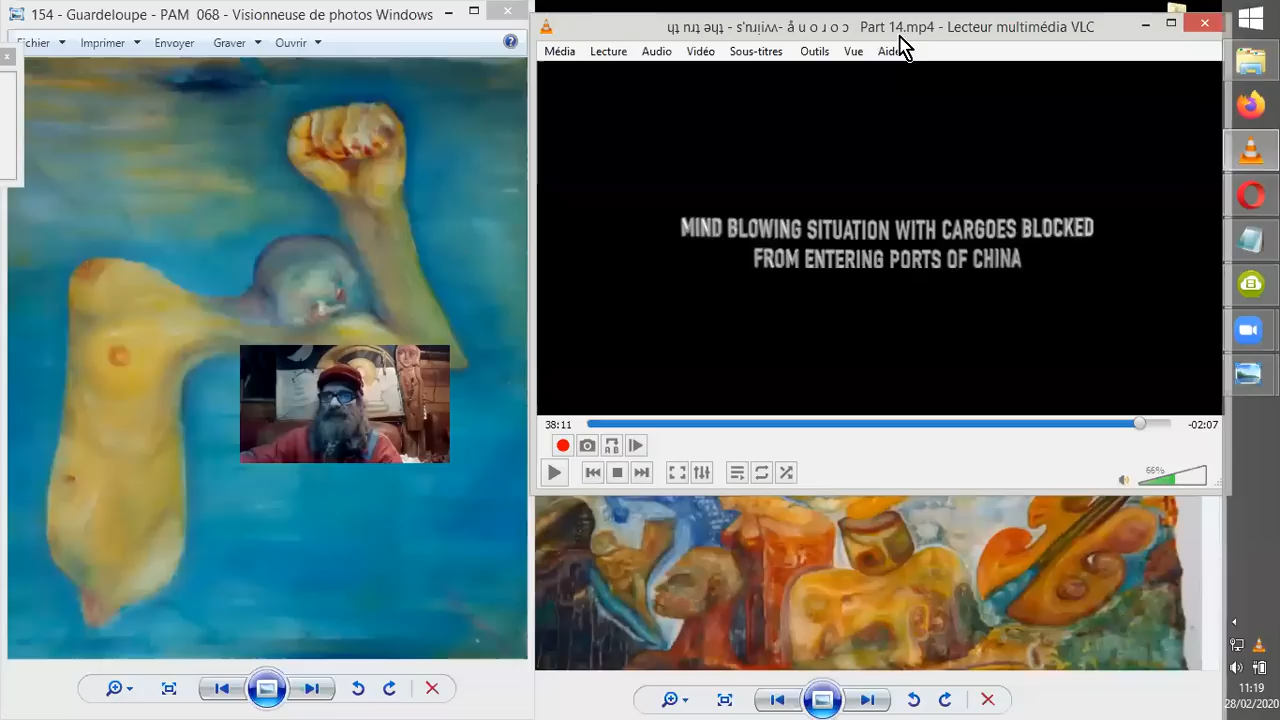 154 - Guardeloupe - PAM 068 - Visionneuse de photos Windows
Fichier Imprimer Envoyer Graver Ouvrir
Part 14.mp4 - Lecteur multimédia VLC
Média Lecture Audio Vidéo Sous-titres Outils Vue Aide
MIND BLOWING SITUATION WITH CARGOES BLOCKED
FROM ENTERING PORTS OF CHINA
38:11
-02:07
66%
11:19
28/02/2020